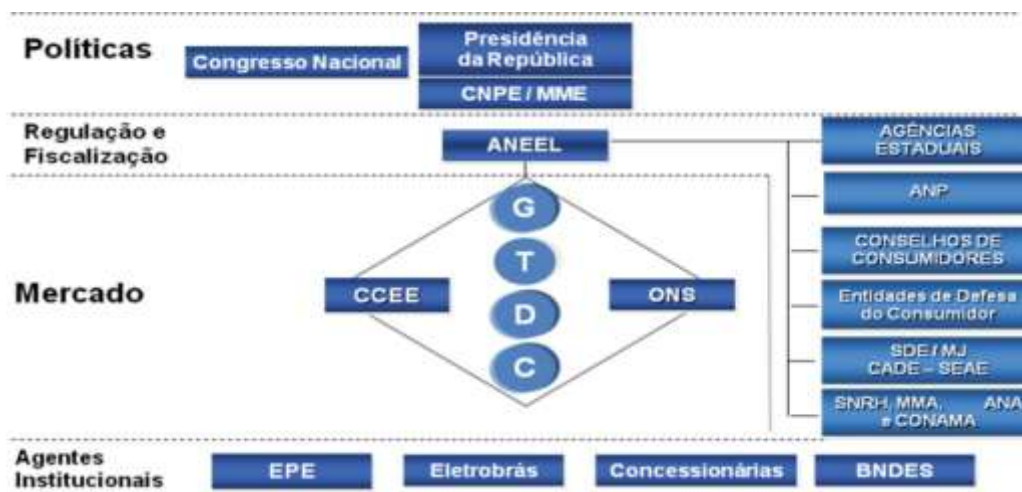 Políticas
Congresso Nacional
Presidência
da República
CNPE / MME
Regulação e
Fiscalização
ANEEL
AGÊNCIAS
ESTADUAIS
ANP
CONSELHOS DE
CONSUMIDORES
Entidades de Defesa
do Consumidor
SDE / MJ
CADE – SEAE
SNRH, MMA, ANA
e CONAMA
Mercado
G
T
D
C
CCEE
ONS
Agentes
Institucionais
EPE
Eletrobrás
Concessionárias
BNDES